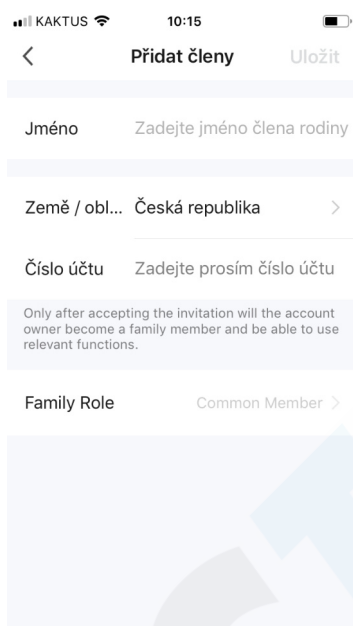 KAKTUS 10:15
Přidat členy Uložit
Jméno Zadejte jméno člena rodiny
Země / obl... Česká republika
Číslo účtu Zadejte prosím číslo účtu
Only after accepting the invitation will the account
owner become a family member and be able to use
relevant functions.
Family Role Common Member